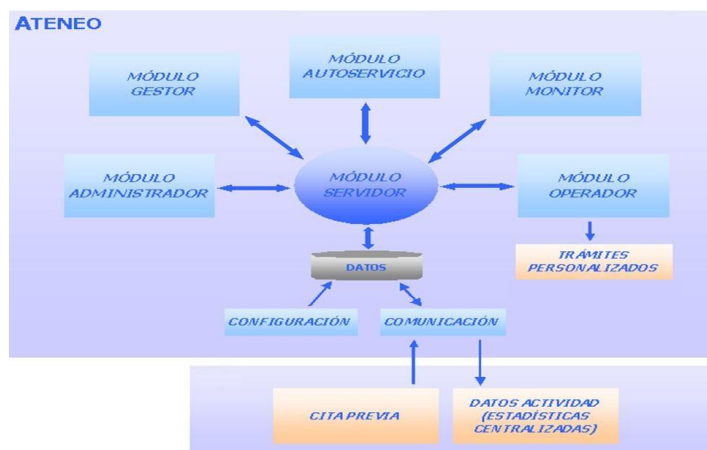 ATENEO
MÓDULO
GESTOR
MÓDULO
AUTOSERVICIO
MÓDULO
MONITOR
MÓDULO
ADMINISTRADOR
MÓDULO
SERVIDOR
MÓDULO
OPERADOR
DATOS
TRÁMITES
PERSONALIZADOS
CONFIGURACIÓN
COMUNICACIÓN
CITA PREVIA
DATOS ACTIVIDAD
(ESTADÍSTICAS
CENTRALIZADAS)